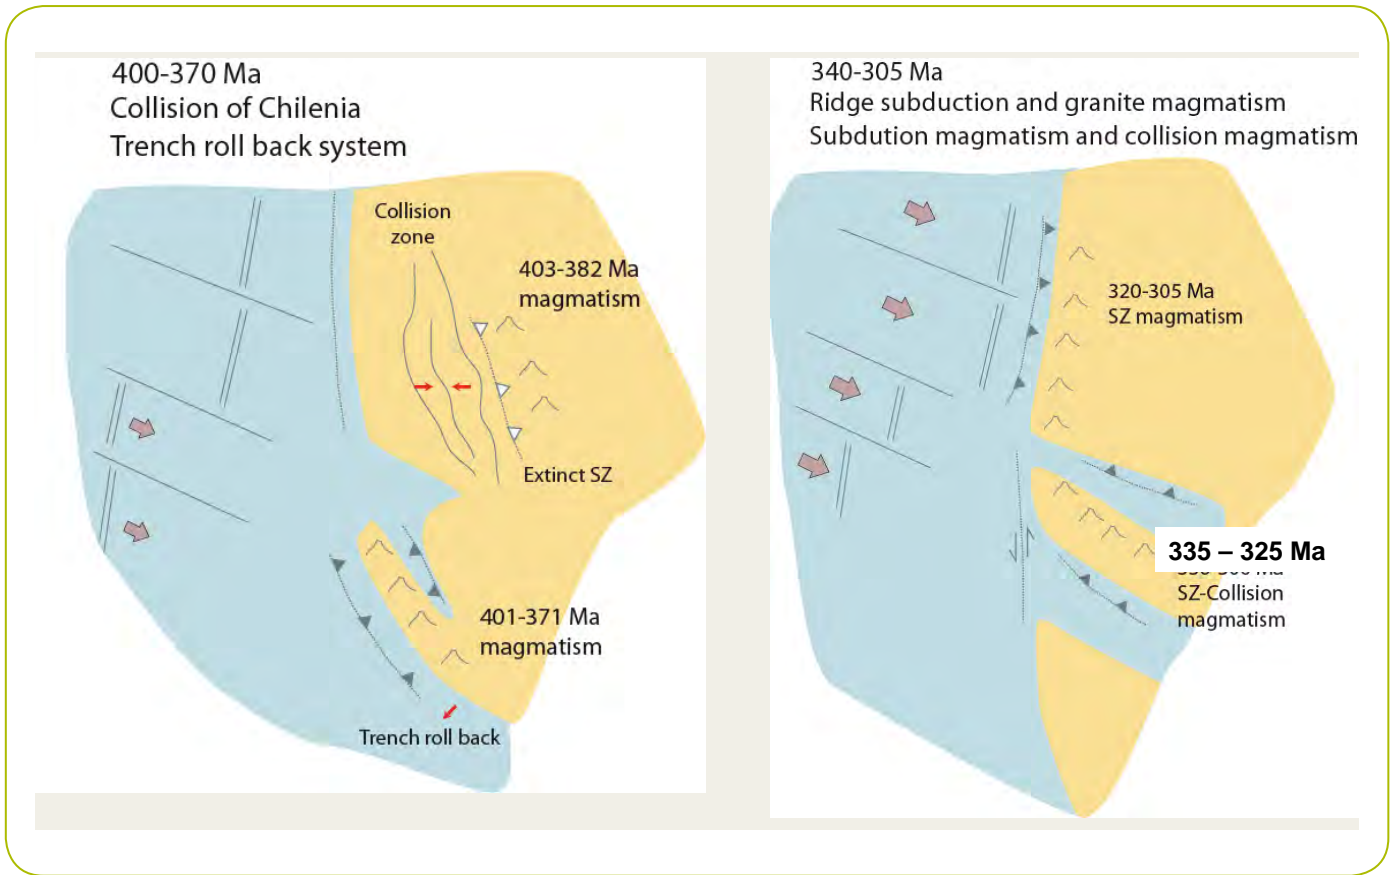 400-370 Ma
Collision of Chilenia
Trench roll back system
Collision
zone
403-382 Ma
magmatism
Extinct SZ
401-371 Ma
magmatism
Trench roll back
340-305 Ma
Ridge subduction and granite magmatism
Subdution magmatism and collision magmatism
320-305 Ma
SZ magmatism
335 – 325 Ma
SZ-Collision
magmatism